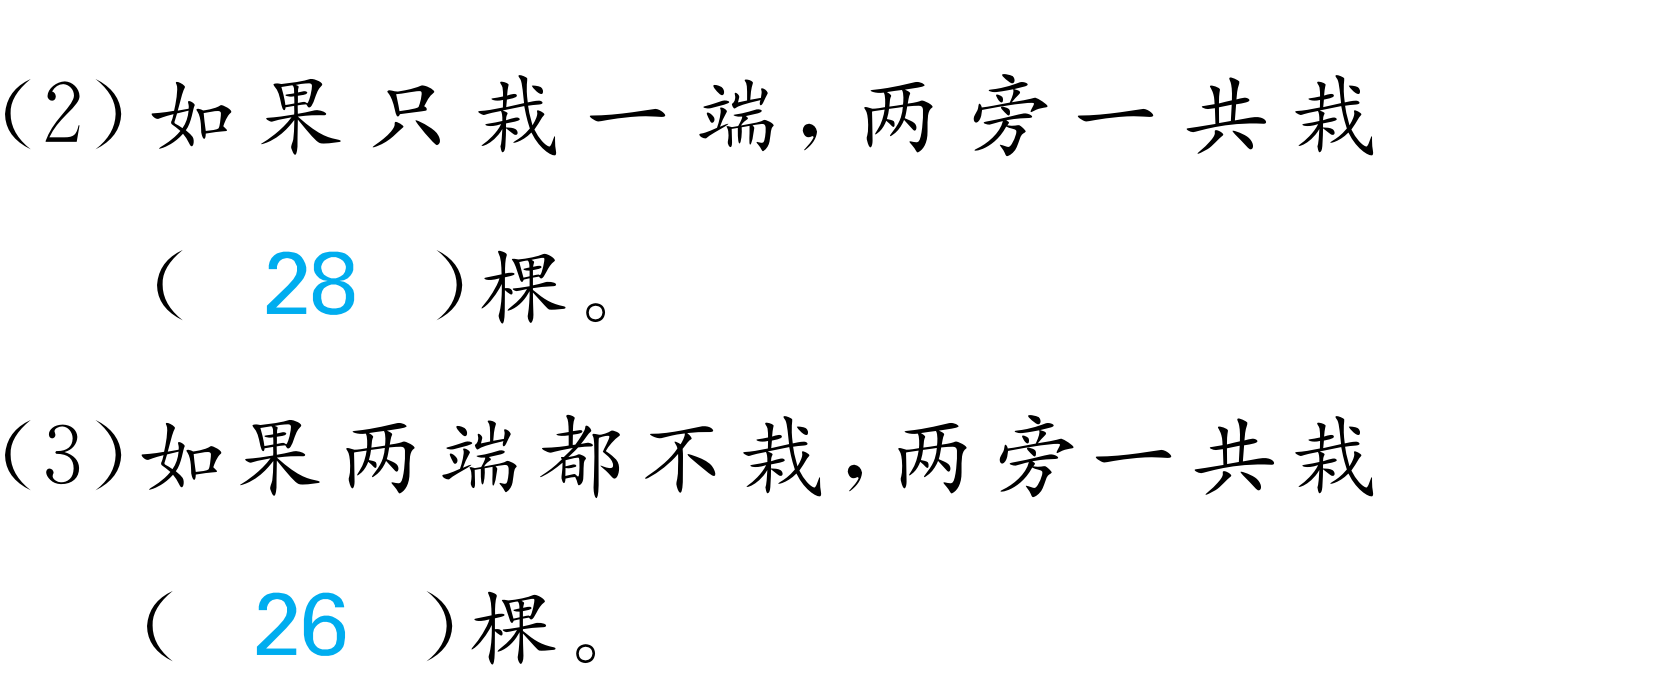 (2)如果只栽一端，两旁一共栽
( 28 )棵。
(3)如果两端都不栽，两旁一共栽
( 26 )棵。